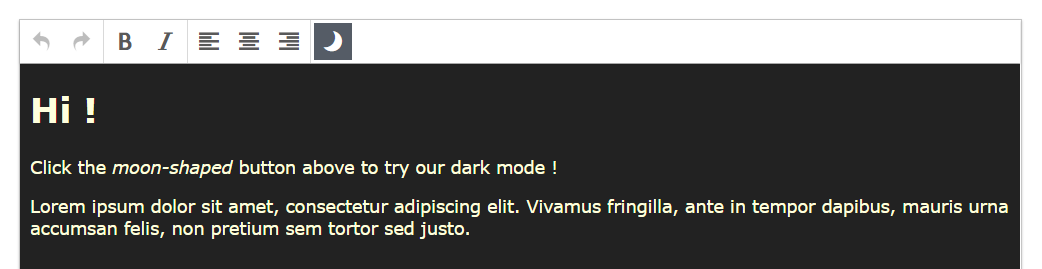 B I
Hi !
Click the moon-shaped button above to try our dark mode !
Lorem ipsum dolor sit amet, consectetur adipiscing elit. Vivamus fringilla, ante in tempor dapibus, mauris urna
accumsan felis, non pretium sem tortor sed justo.